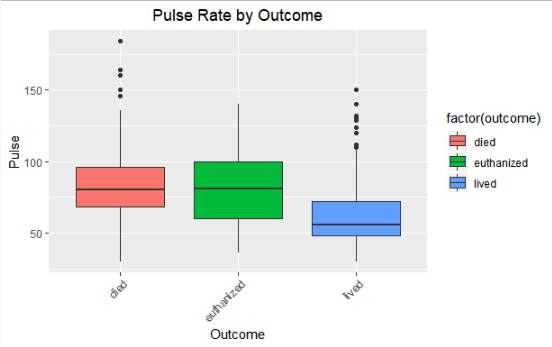 Pulse Rate by Outcome
Pulse
150
100
50
died
euthanized
lived
Outcome
factor(outcome)
died
euthanized
lived